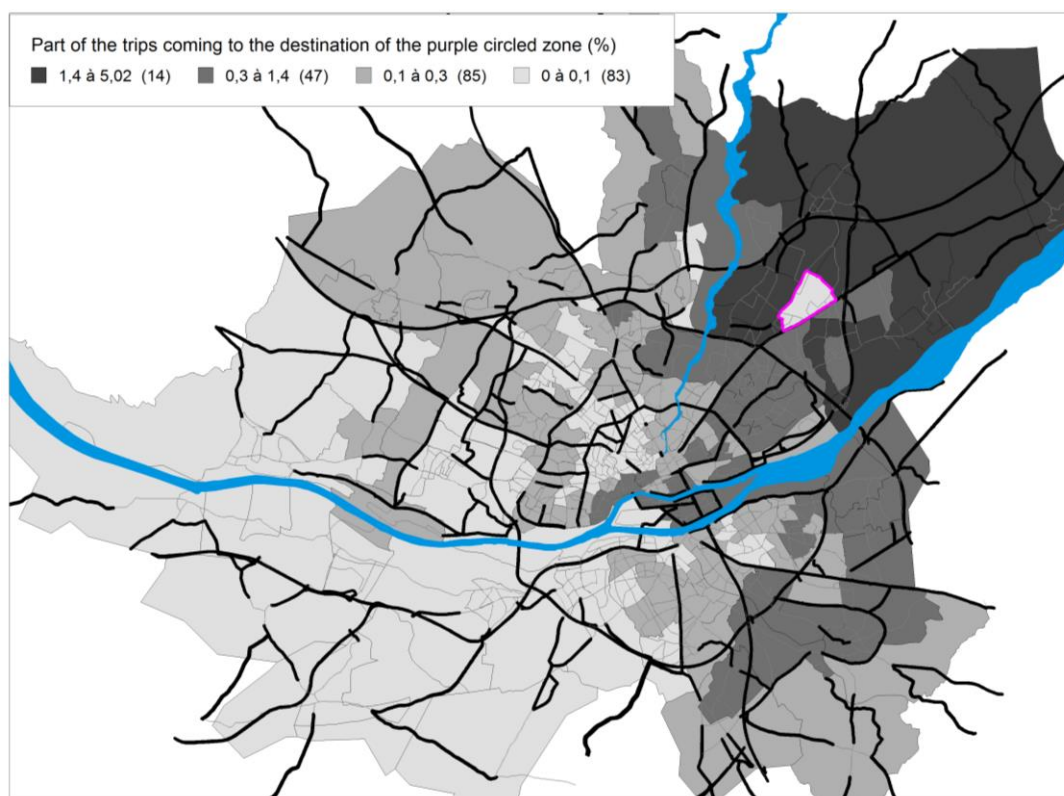 Part of the trips coming to the destination of the purple circled zone (%)
1,4 à 5,02 (14) 0,3 à 1,4 (47) 0,1 à 0,3 (85) 0 à 0,1 (83)